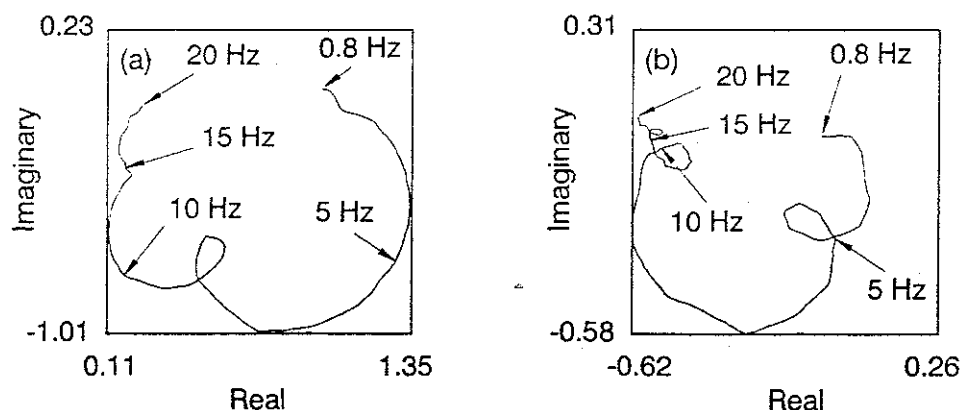 0.23
(a)
20 Hz
0.8 Hz
15 Hz
10 Hz
5 Hz
Imaginary
-1.01
0.11
1.35
Real
0.31
(b)
0.8 Hz
20 Hz
15 Hz
10 Hz
5 Hz
Imaginary
-0.58
-0.62
0.26
Real